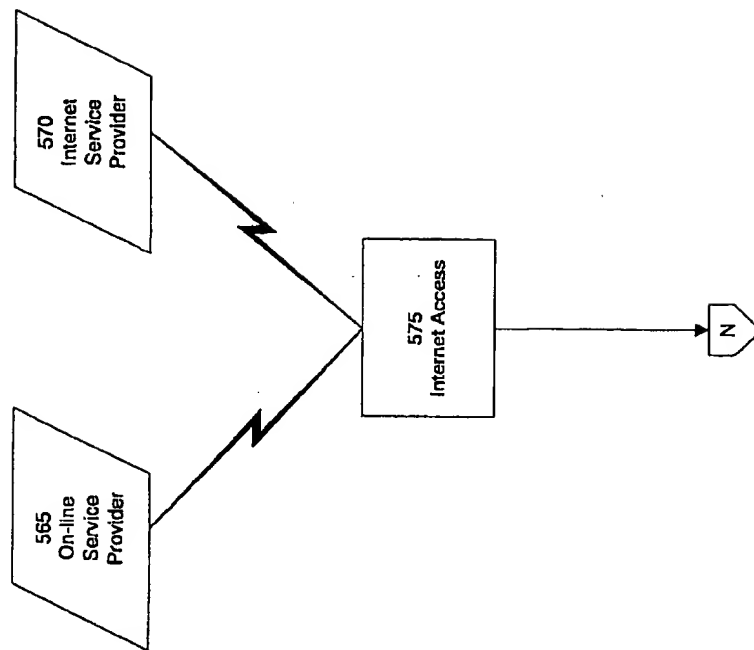 565
On-line
Service
Provider
570
Internet
Service
Provider
575
Internet Access
N